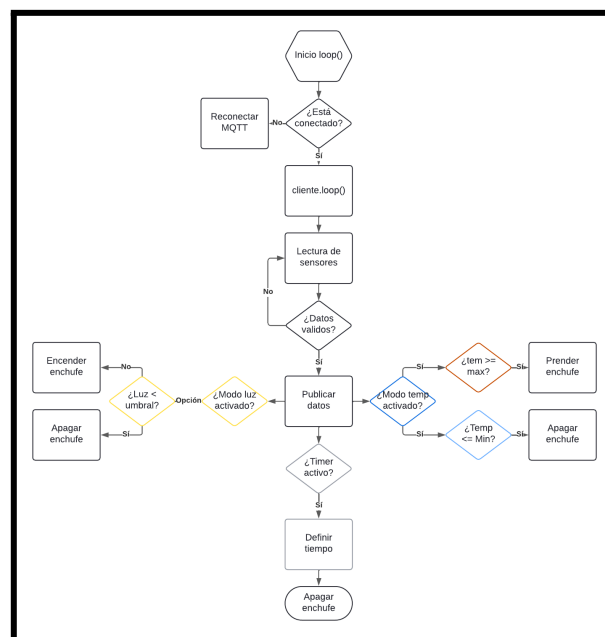 Inicio loop()
¿Está
conectado?
No
Reconectar
MQTT
Sí
cliente.loop()
Lectura de
sensores
No
¿Datos
validos?
Sí
Encender
enchufe
No
¿Luz <
umbral?
Sí
Apagar
enchufe
Opción
¿Modo luz
activado?
Publicar
datos
¿Modo temp
activado?
Sí
¿tem >=
max?
Sí
Prender
enchufe
Sí
¿Temp
<= Min?
Sí
Apagar
enchufe
¿Timer
activo?
Sí
Definir
tiempo
Apagar
enchufe